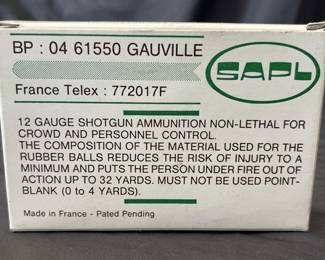 BP : 04 61550 GAUVILLE
SAPL
France Telex : 772017F
12 GAUGE SHOTGUN AMMUNITION NON-LETHAL FOR
CROWD AND PERSONNEL CONTROL.
THE COMPOSITION OF THE MATERIAL USED FOR THE
RUBBER BALLS REDUCES THE RISK OF INJURY TO A
MINIMUM AND PUTS THE PERSON UNDER FIRE OUT OF
ACTION UP TO 32 YARDS. MUST NOT BE USED POINT-
BLANK (0 to 4 YARDS).
Made in France - Pated Pending